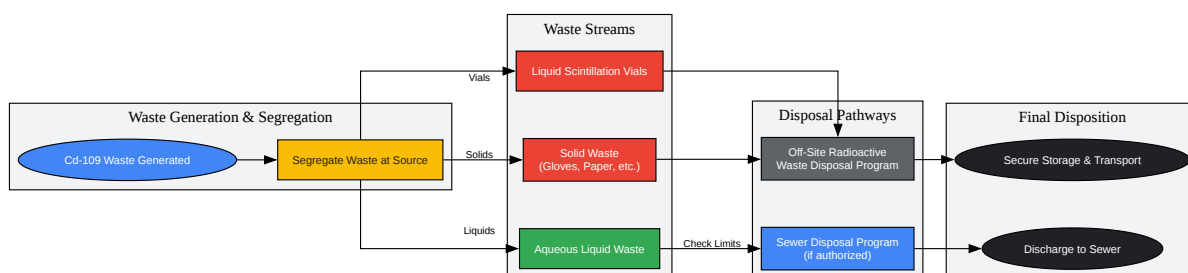 Waste Streams
Liquid Scintillation Vials
Vials
Waste Generation & Segregation
Disposal Pathways
Final Disposition
Cd-109 Waste Generated
Segregate Waste at Source
Solids
Solid Waste
(Gloves, Paper, etc.)
Off-Site Radioactive
Waste Disposal Program
Secure Storage & Transport
Liquids
Aqueous Liquid Waste
Check Limits
Sewer Disposal Program
(if authorized)
Discharge to Sewer